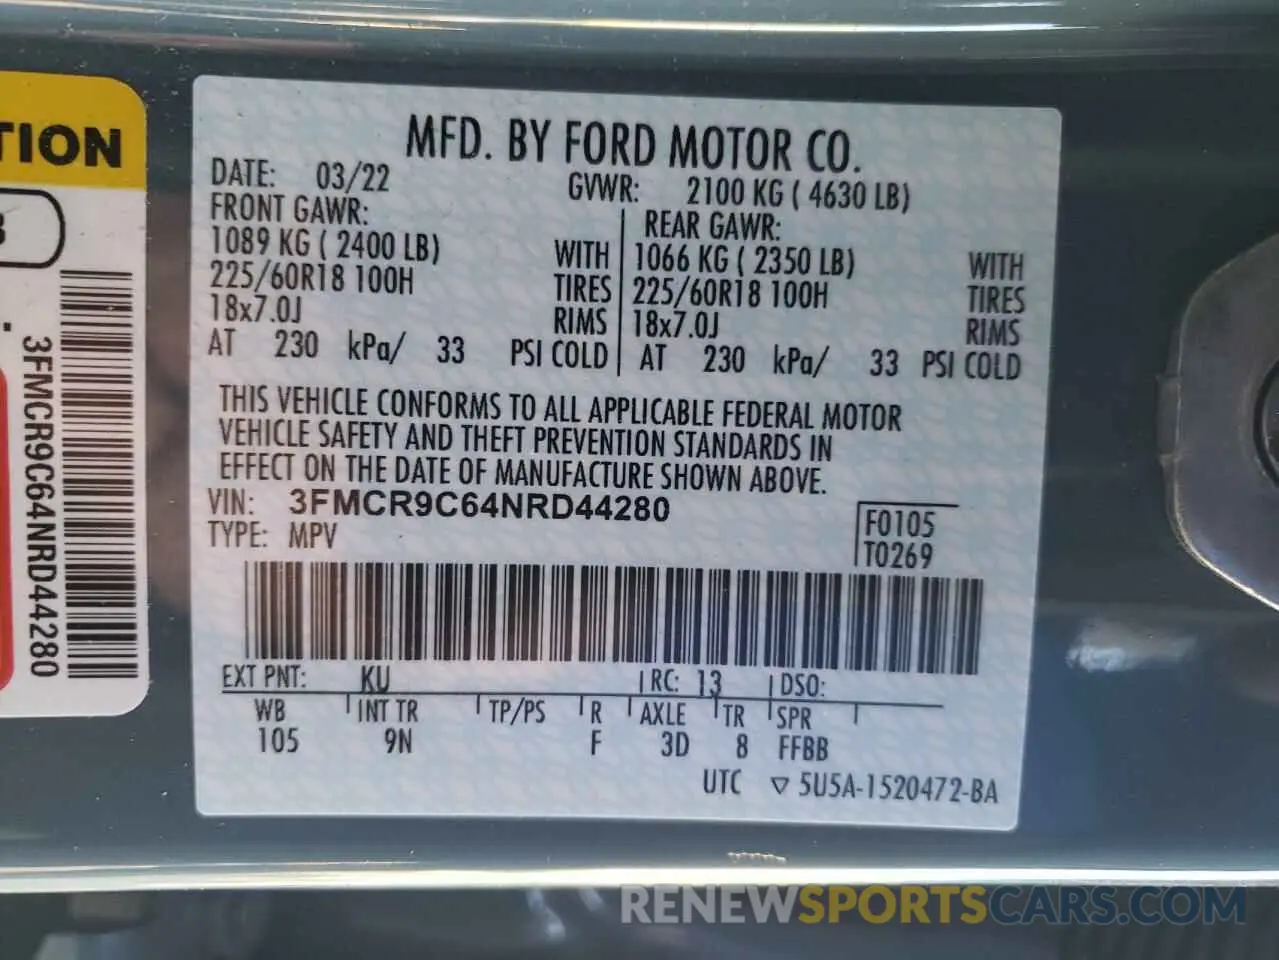 TION
3FMCR9C64NRD44280
MFD. BY FORD MOTOR CO.
DATE: 03/22 GVWR: 2100 KG ( 4630 LB)
FRONT GAWR: REAR GAWR:
1089 KG ( 2400 LB) WITH 1066 KG ( 2350 LB) WITH
225/60R18 100H TIRES 225/60R18 100H TIRES
18x7.0J RIMS 18x7.0J RIMS
AT 230 kPa/ 33 PSI COLD AT 230 kPa/ 33 PSI COLD
THIS VEHICLE CONFORMS TO ALL APPLICABLE FEDERAL MOTOR
VEHICLE SAFETY AND THEFT PREVENTION STANDARDS IN
EFFECT ON THE DATE OF MANUFACTURE SHOWN ABOVE.
VIN: 3FMCR9C64NRD44280
TYPE: MPV
F0105
T0269
EXT PNT: KU RC: 13 DSO:
WB INT TR TP/PS R AXLE TR SPR
105 9N F 3D 8 FFBB
UTC ▽ 5U5A-1520472-BA
RENEWSPORTSCARS.COM